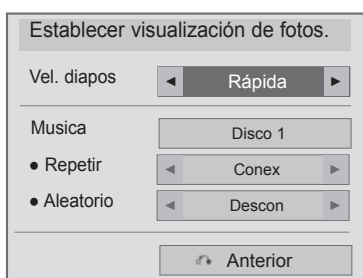 Establecer visualización de fotos.
Vel. diapos ◄ Rápida ►
Musica Disco 1
● Repetir ◄ Conex ►
● Aleatorio ◄ Descon ►
Anterior